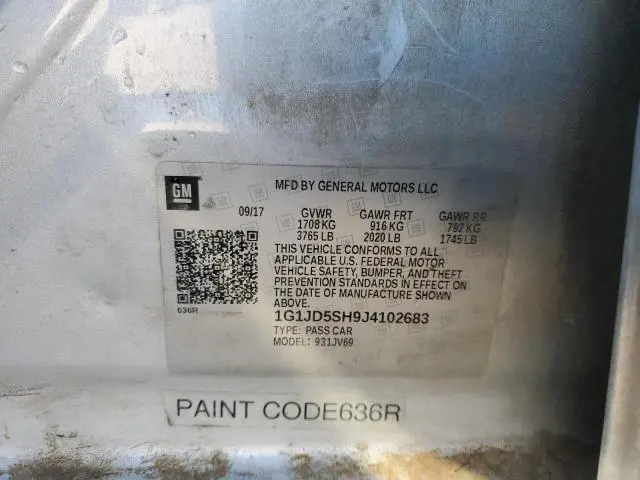 GM
MFD BY GENERAL MOTORS LLC
09/17 GVWR GAWR FRT GAWR RR
1708 KG 916 KG 792 KG
3765 LB 2020 LB 1745 LB
THIS VEHICLE CONFORMS TO ALL
APPLICABLE U.S. FEDERAL MOTOR
VEHICLE SAFETY, BUMPER, AND THEFT
PREVENTION STANDARDS IN EFFECT ON
THE DATE OF MANUFACTURE SHOWN
ABOVE.
636R
1G1JD5SH9J4102683
TYPE: PASS CAR
MODEL: 931JV69
PAINT CODE636R